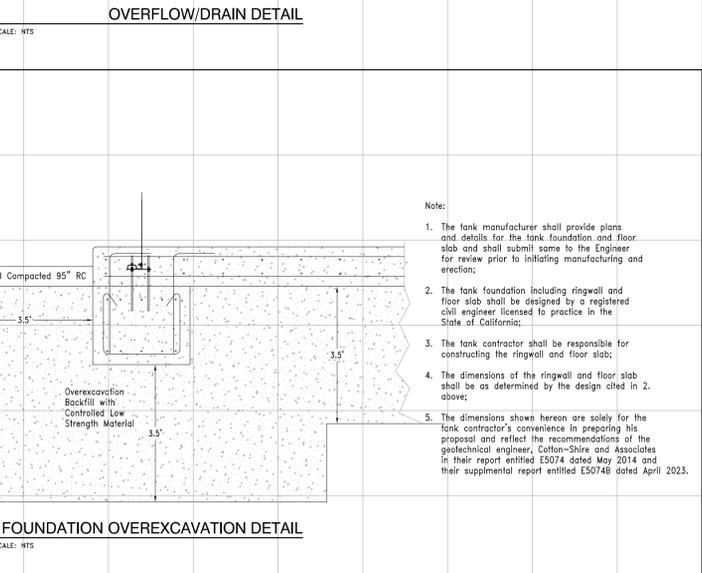 OVERFLOW/DRAIN DETAIL
CALE: NTS
Note:
1. The tank manufacturer shall provide plans
and details for the tank foundation and floor
slab and shall submit same to the Engineer
for review prior to initiating manufacturing and
erection;
2. The tank foundation including ringwall and
floor slab shall be designed by a registered
civil engineer licensed to practice in the
State of California;
3. The tank contractor shall be responsible for
constructing the ringwall and floor slab;
4. The dimensions of the ringwall and floor slab
shall be as determined by the design cited in 2.
above;
5. The dimensions shown hereon are solely for the
tank contractor's convenience in preparing his
proposal and reflect the recommendations of the
geotechnical engineer, Cotton-Shire and Associates
in their report entitled E5074 dated May 2014 and
their supplmental report entitled E5074B dated April 2023.
Compacted 95" RC
3.5'
3.5'
Overexcavation
Backfill with
Controlled Low
Strength Material
3.5'
FOUNDATION OVEREXCAVATION DETAIL
CALE: NTS